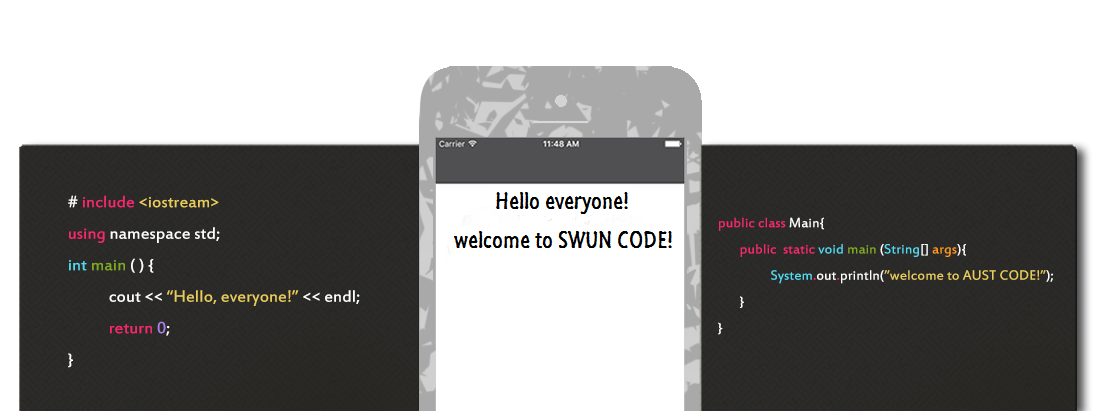 # include <iostream>
using namespace std;
int main ( ) {
cout << “Hello, everyone!” << endl;
return 0;
}
Carrier 11:48 AM
Hello everyone!
welcome to SWUN CODE!
public class Main{
public static void main (String[] args){
System.out.println(”welcome to AUST CODE!”);
}
}